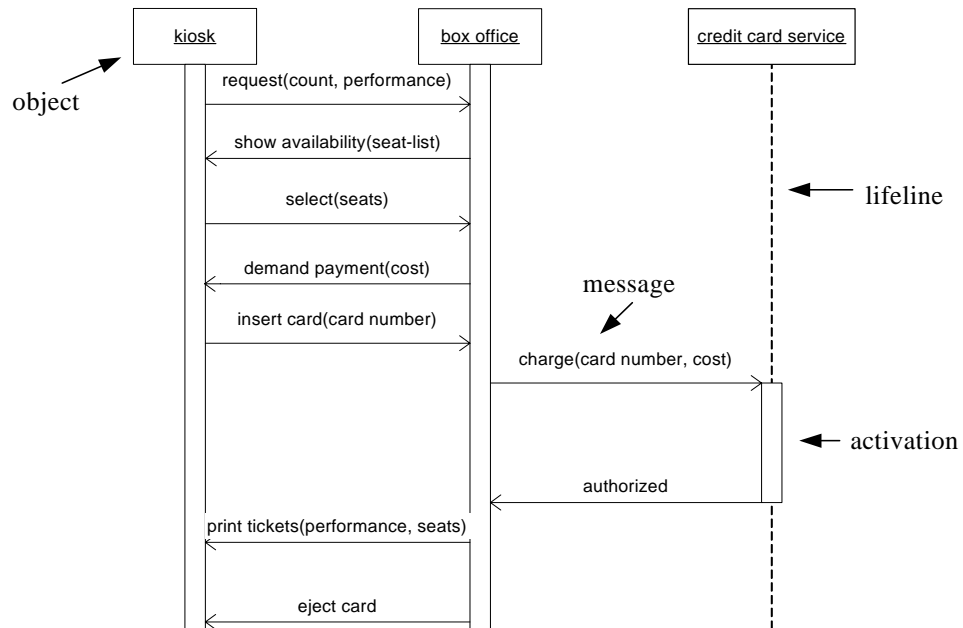 kiosk
box office
credit card service
object
request(count, performance)
show availability(seat-list)
select(seats)
lifeline
demand payment(cost)
message
insert card(card number)
charge(card number, cost)
activation
authorized
print tickets(performance, seats)
eject card